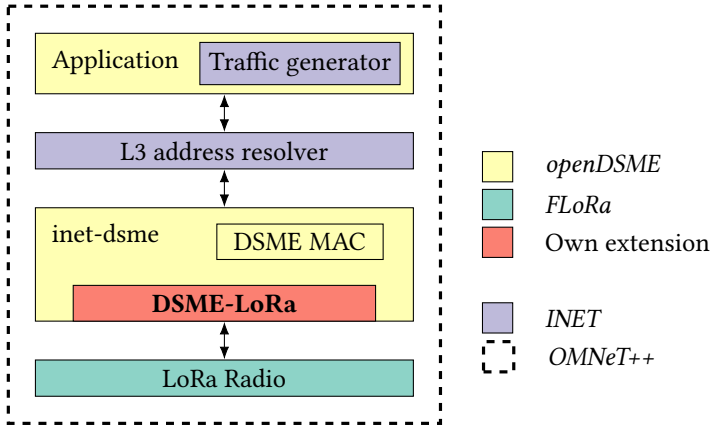 Application
Traffic generator
L3 address resolver
inet-dsme
DSME MAC
DSME-LoRa
LoRa Radio
openDSME
FLoRa
Own extension
INET
OMNeT++